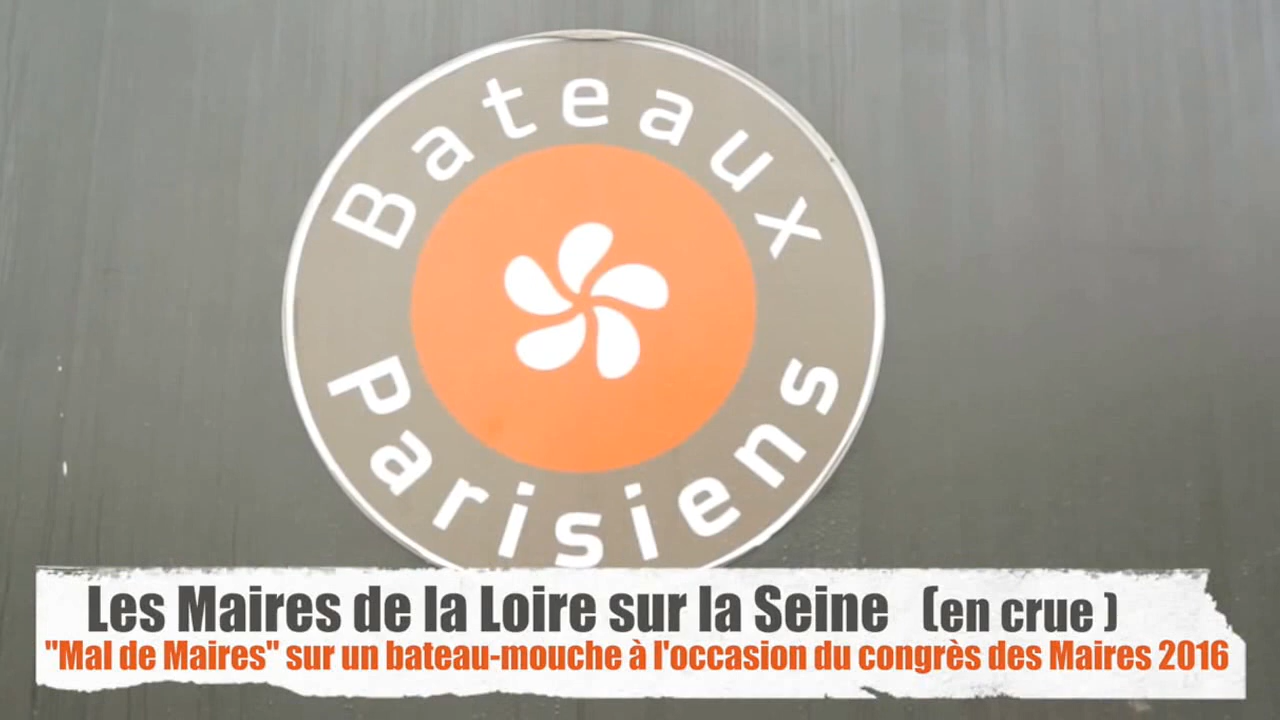 Bateaux
Parisiens
Les Maires de la Loire sur la Seine (en crue )
"Mal de Maires" sur un bateau-mouche à l'occasion du congrès des Maires 2016